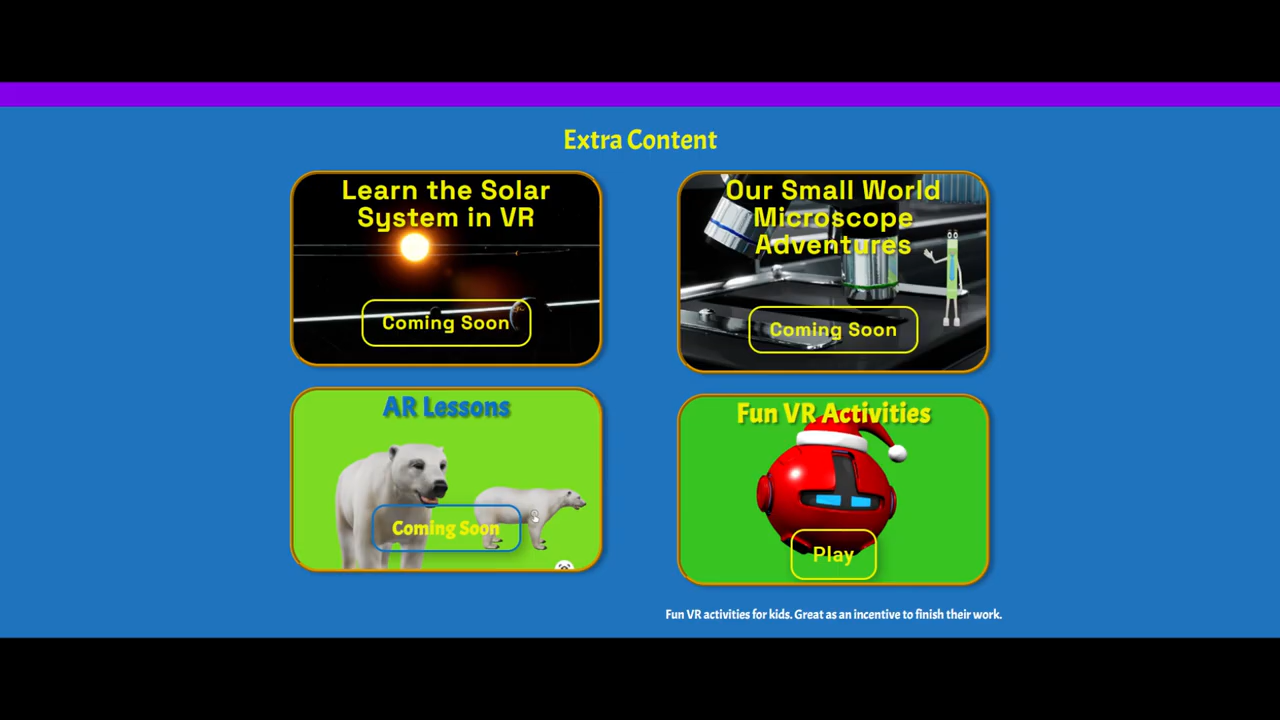 Extra Content
Learn the Solar
System in VR
Coming Soon
Our Small World
Microscope
Adventures
Coming Soon
AR Lessons
Coming Soon
Fun VR Activities
Play
Fun VR activities for kids. Great as an incentive to finish their work.